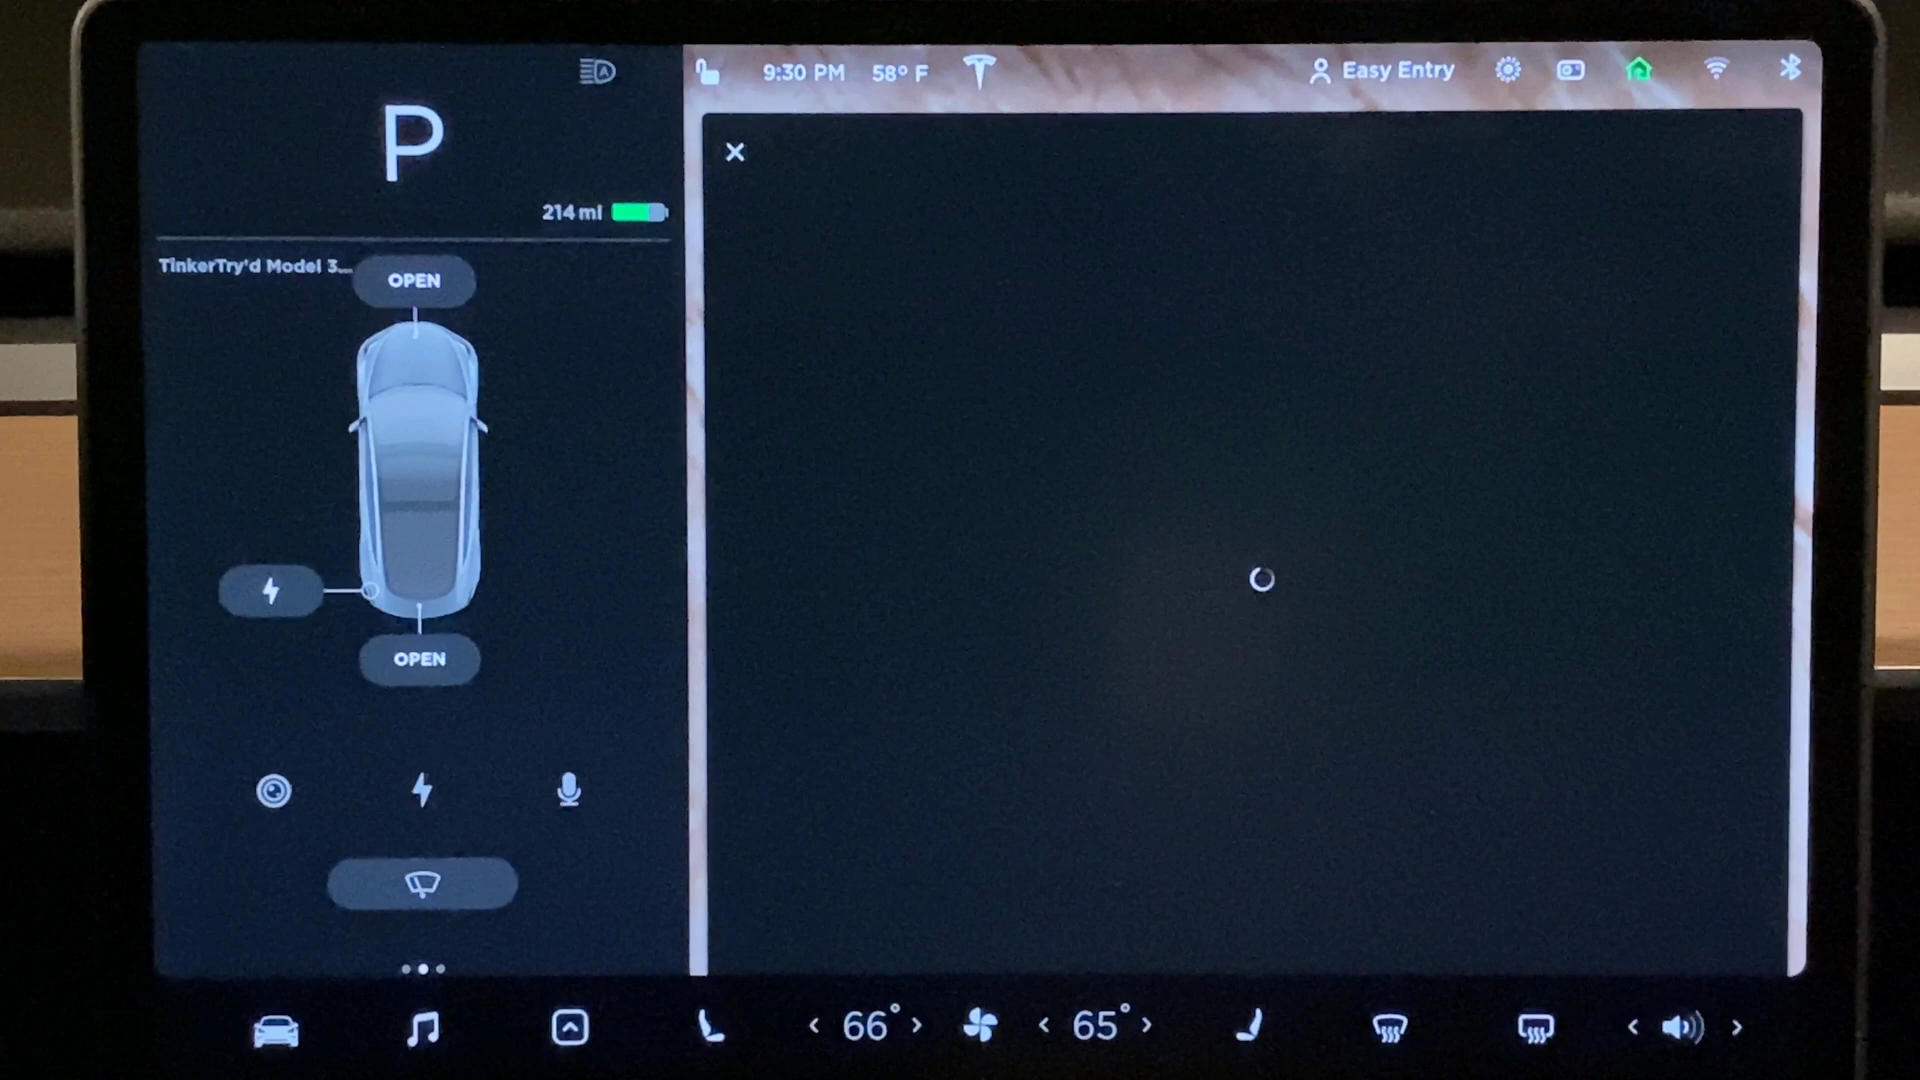 P
214 mi
TinkerTry'd Model 3...
OPEN
OPEN
9:30 PM 58° F
Easy Entry
66° 65°